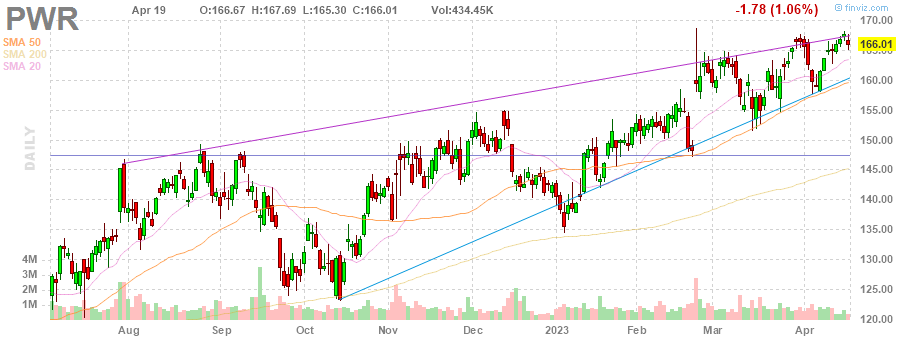 PWR Apr 19 O:166.67 H:167.69 L:165.30 C:166.01 Vol:434.45K -1.78 (1.06%)
© finviz.com
SMA 50
SMA 200
SMA 20
DAILY
170.00
166.01
165.00
160.00
155.00
150.00
145.00
140.00
135.00
130.00
125.00
120.00
4M
3M
2M
1M
Aug Sep Oct Nov Dec 2023 Feb Mar Apr